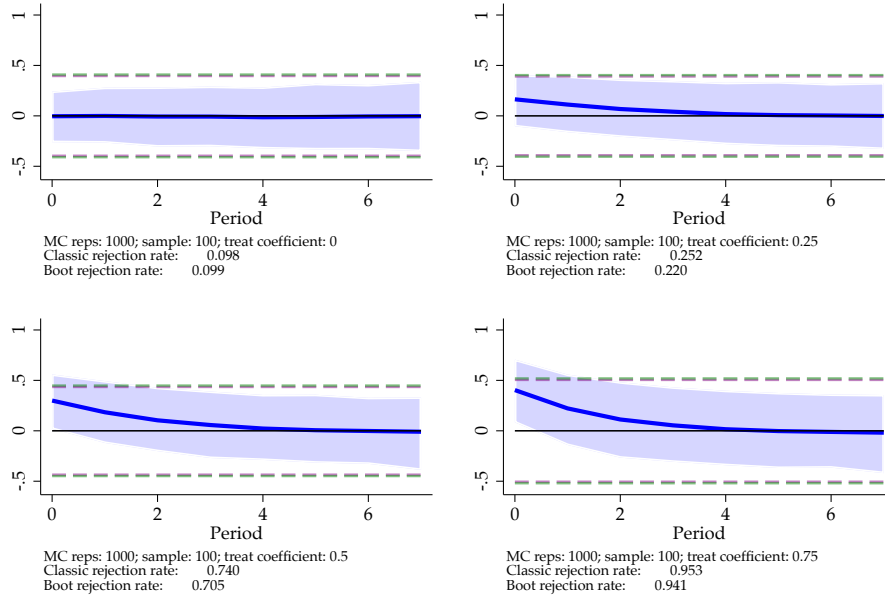 1
.5
0
-.5
0 2 4 6
Period
MC reps: 1000; sample: 100; treat coefficient: 0
Classic rejection rate: 0.098
Boot rejection rate: 0.099
1
.5
0
-.5
0 2 4 6
Period
MC reps: 1000; sample: 100; treat coefficient: 0.25
Classic rejection rate: 0.252
Boot rejection rate: 0.220
1
.5
0
-.5
0 2 4 6
Period
MC reps: 1000; sample: 100; treat coefficient: 0.5
Classic rejection rate: 0.740
Boot rejection rate: 0.705
1
.5
0
-.5
0 2 4 6
Period
MC reps: 1000; sample: 100; treat coefficient: 0.75
Classic rejection rate: 0.953
Boot rejection rate: 0.941